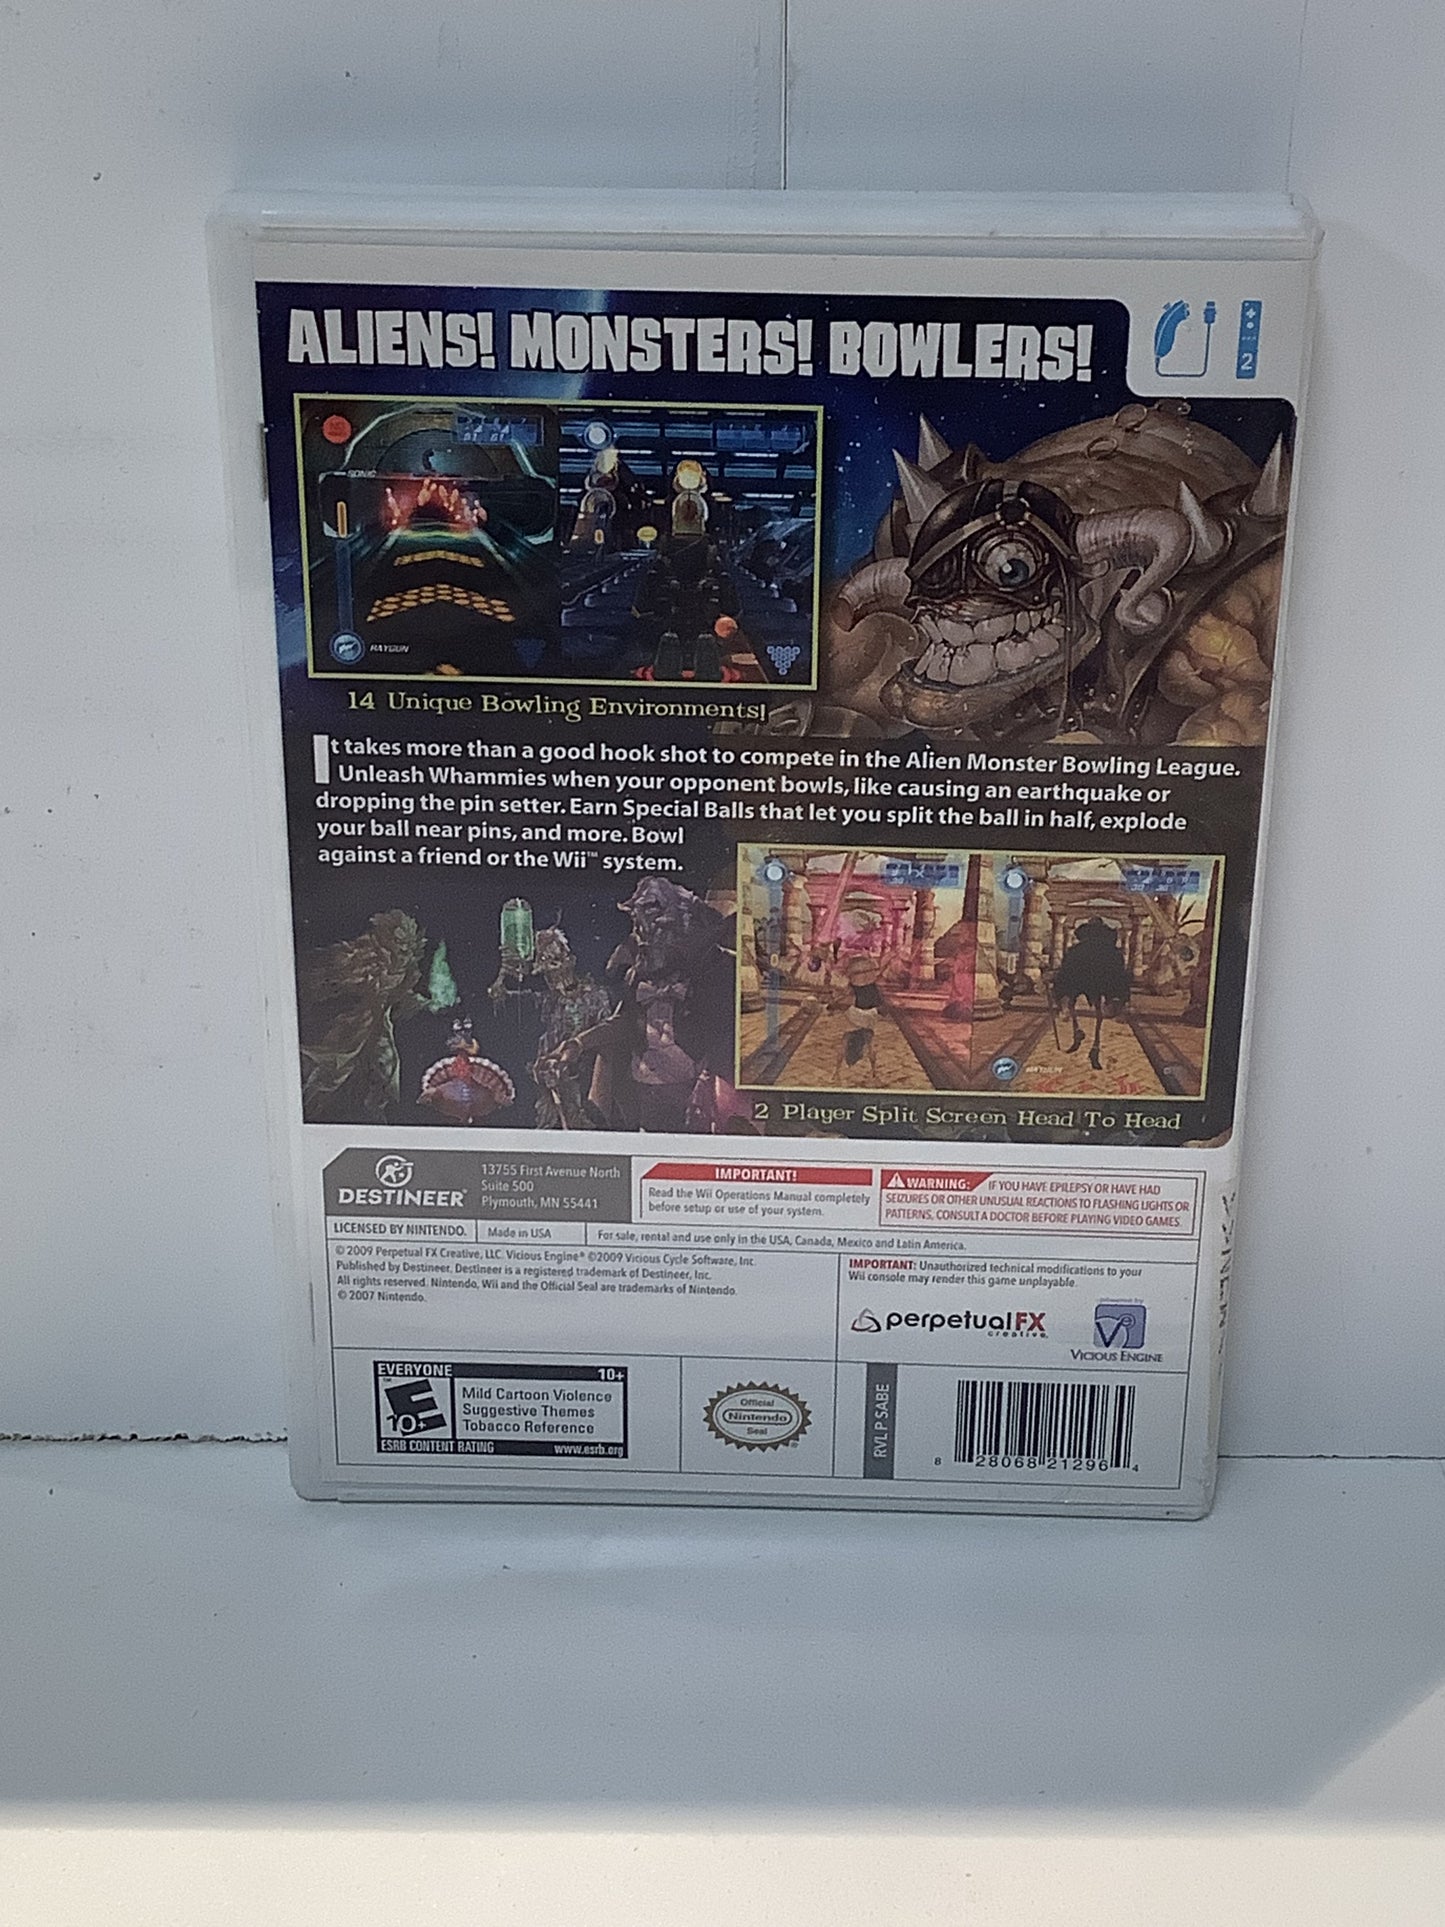 ALIENS! MONSTERS! BOWLERS!
2
SONIC
RAYGUN
14 Unique Bowling Environments!
It takes more than a good hook shot to compete in the Alien Monster Bowling League.
Unleash Whammies when your opponent bowls, like causing an earthquake or
dropping the pin setter. Earn Special Balls that let you split the ball in half, explode
your ball near pins, and more. Bowl
against a friend or the Wii™ system.
RAYGUN
2 Player Split Screen Head To Head
DESTINEER
13755 First Avenue North
Suite 500
Plymouth, MN 55441
IMPORTANT!
Read the Wii Operations Manual completely
before setup or use of your system.
WARNING: IF YOU HAVE EPILEPSY OR HAVE HAD
SEIZURES OR OTHER UNUSUAL REACTIONS TO FLASHING LIGHTS OR
PATTERNS, CONSULT A DOCTOR BEFORE PLAYING VIDEO GAMES.
LICENSED BY NINTENDO.
Made in USA
For sale, rental and use only in the USA, Canada, Mexico and Latin America.
© 2009 Perpetual FX Creative, LLC. Vicious Engine® ©2009 Vicious Cycle Software, Inc.
Published by Destineer. Destineer is a registered trademark of Destineer, Inc.
All rights reserved. Nintendo, Wii and the Official Seal are trademarks of Nintendo.
© 2007 Nintendo.
IMPORTANT: Unauthorized technical modifications to your
Wii console may render this game unplayable.
perpetualFX
creative
powered by
Ve
VICIOUS ENGINE
EVERYONE 10+
E
10+
Mild Cartoon Violence
Suggestive Themes
Tobacco Reference
ESRB CONTENT RATING www.esrb.org
Official
Nintendo
Seal
RVL P SABE
8 28068 21296 4